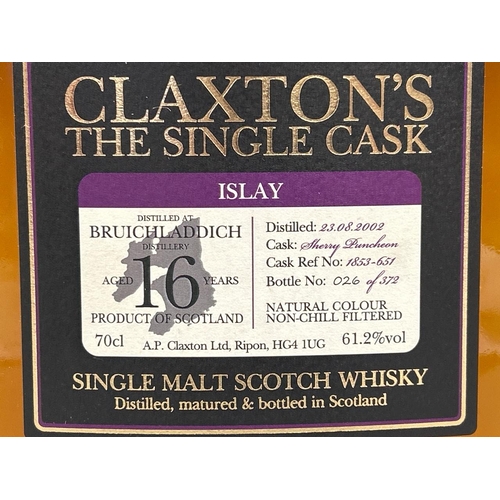 CLAXTON'S
THE SINGLE CASK
ISLAY
DISTILLED AT
BRUICHLADDICH
DISTILLERY
AGED 16 YEARS
PRODUCT OF SCOTLAND
Distilled: 23.08.2002
Cask: Sherry Puncheon
Cask Ref No: 1853-651
Bottle No: 026 of 372
NATURAL COLOUR
NON-CHILL FILTERED
70cl A.P. Claxton Ltd, Ripon, HG4 1UG 61.2%vol
SINGLE MALT SCOTCH WHISKY
Distilled, matured & bottled in Scotland